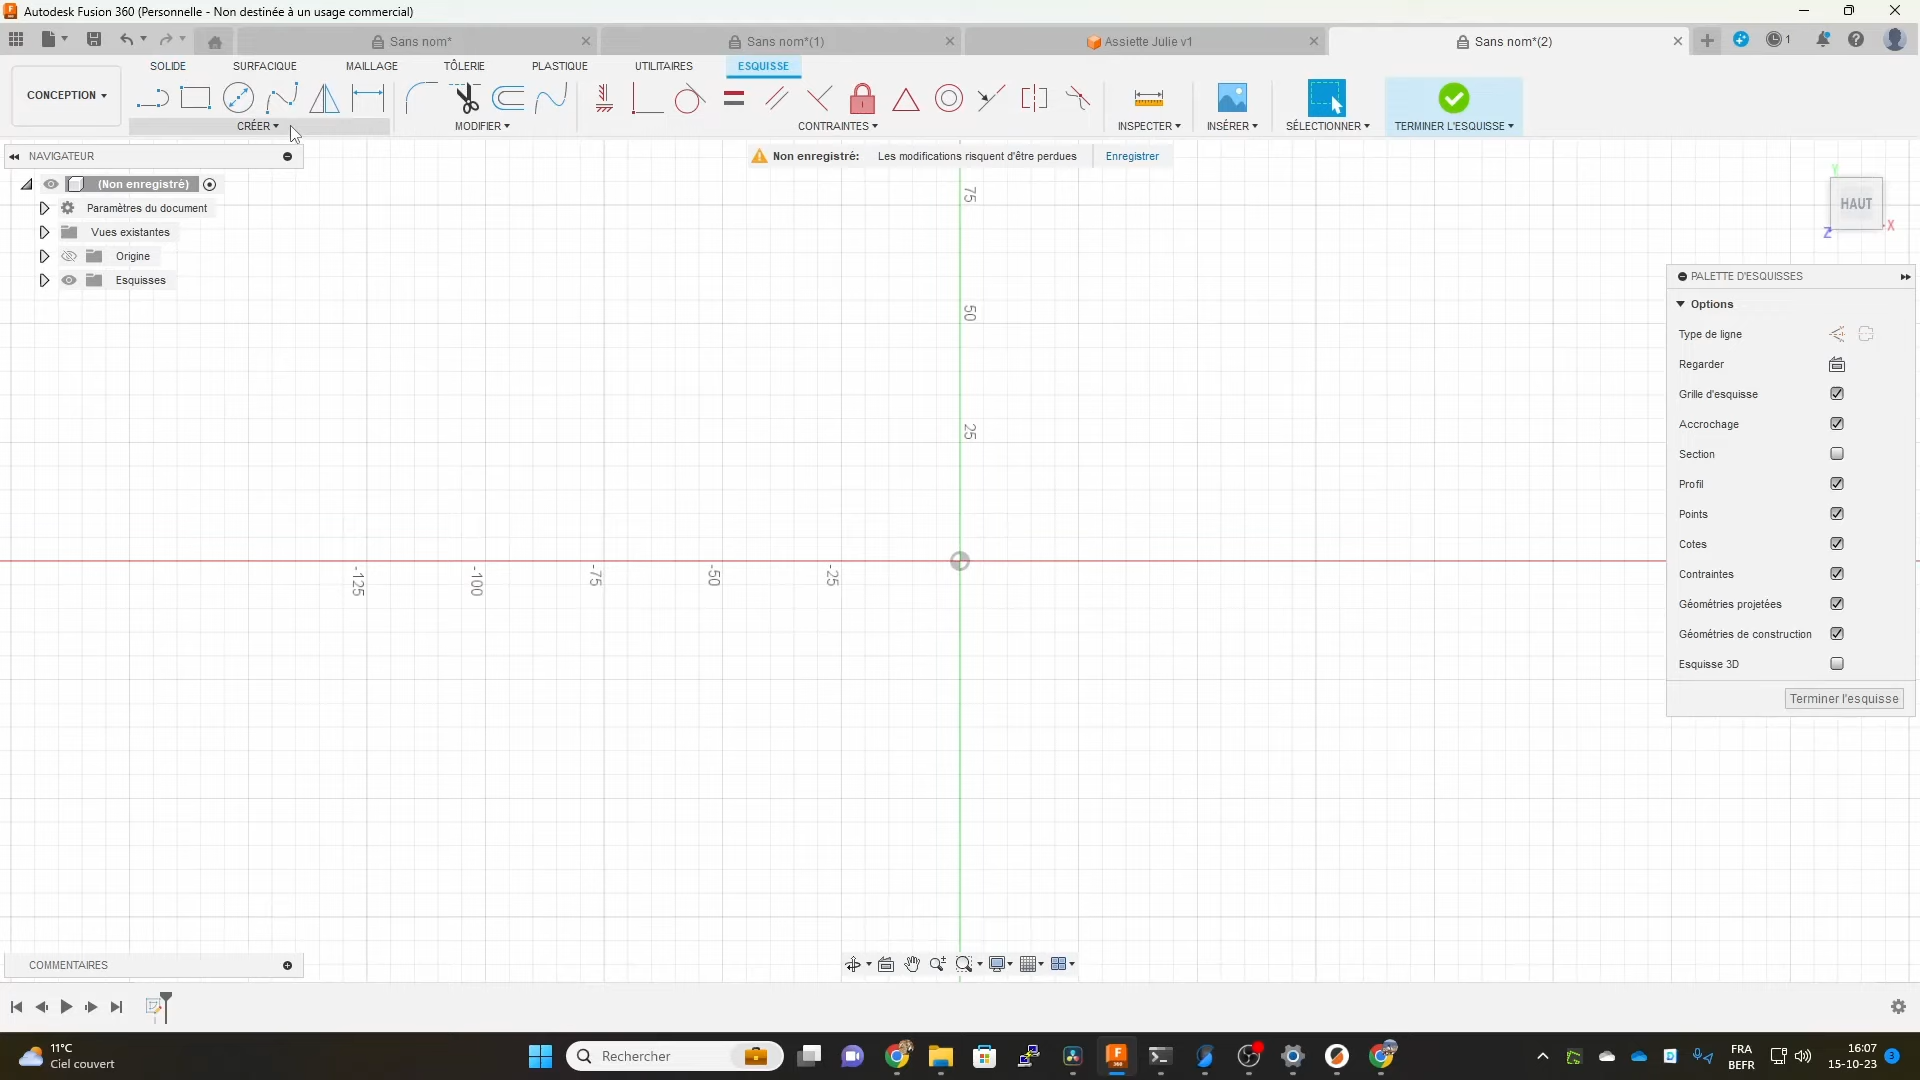 Autodesk Fusion 360 (Personnelle - Non destinée à un usage commercial)
Sans nom*
Sans nom*(1)
Assiette Julie v1
Sans nom*(2)
1
SOLIDE
SURFACIQUE
MAILLAGE
TÔLERIE
PLASTIQUE
UTILITAIRES
ESQUISSE
CONCEPTION
CRÉER
MODIFIER
CONTRAINTES
INSPECTER
INSÉRER
SÉLECTIONNER
TERMINER L'ESQUISSE
NAVIGATEUR
Non enregistré: Les modifications risquent d'être perdues Enregistrer
(Non enregistré)
Paramètres du document
Vues existantes
Origine
Esquisses
75
50
25
-125
-100
-75
-50
-25
Y
HAUT
X
Z
PALETTE D'ESQUISSES
Options
Type de ligne
Regarder
Grille d'esquisse
Accrochage
Section
Profil
Points
Cotes
Contraintes
Géométries projetées
Géométries de construction
Esquisse 3D
Terminer l'esquisse
COMMENTAIRES
11°C
Ciel couvert
Rechercher
FRA
BEFR
16:07
15-10-23
3